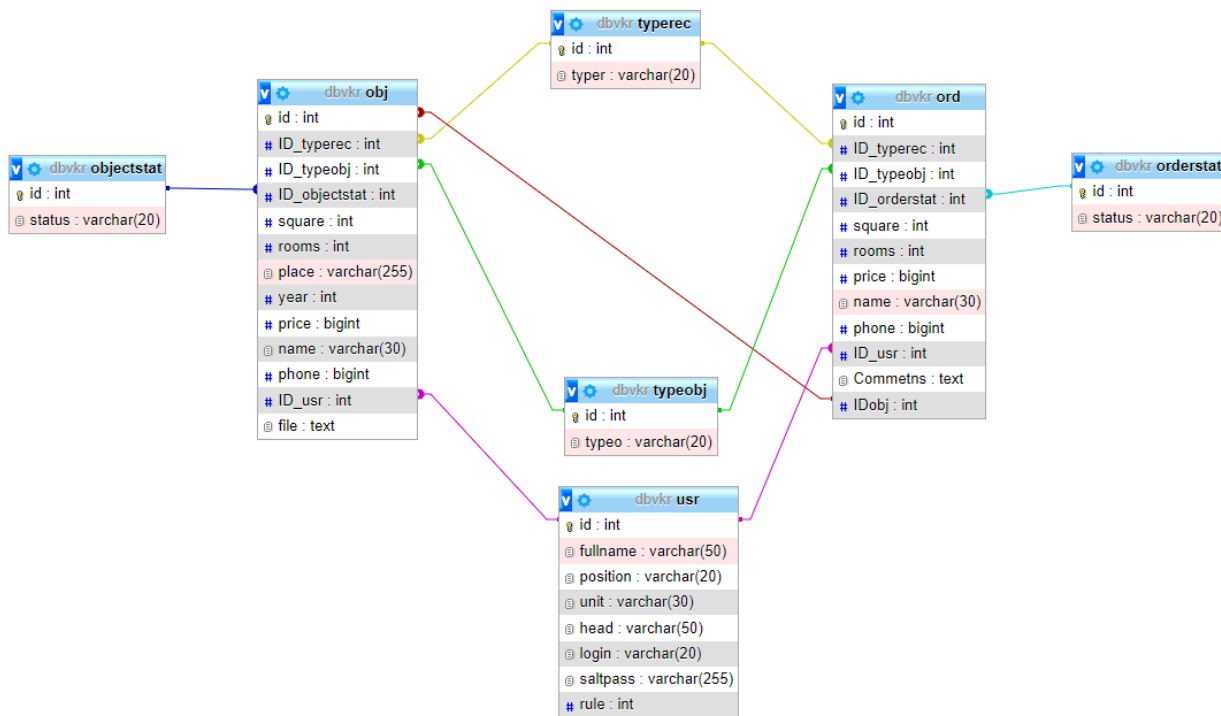 dbvkr typerec
id : int
typer : varchar(20)
dbvkr obj
id : int
ID_typerec : int
ID_typeobj : int
ID_objectstat : int
square : int
rooms : int
place : varchar(255)
year : int
price : bigint
name : varchar(30)
phone : bigint
ID_usr : int
file : text
dbvkr ord
id : int
ID_typerec : int
ID_typeobj : int
ID_orderstat : int
square : int
rooms : int
price : bigint
name : varchar(30)
phone : bigint
ID_usr : int
Commetns : text
IDobj : int
dbvkr objectstat
id : int
status : varchar(20)
dbvkr orderstat
id : int
status : varchar(20)
dbvkr typeobj
id : int
typeo : varchar(20)
dbvkr usr
id : int
fullname : varchar(50)
position : varchar(20)
unit : varchar(30)
head : varchar(50)
login : varchar(20)
saltpass : varchar(255)
rule : int